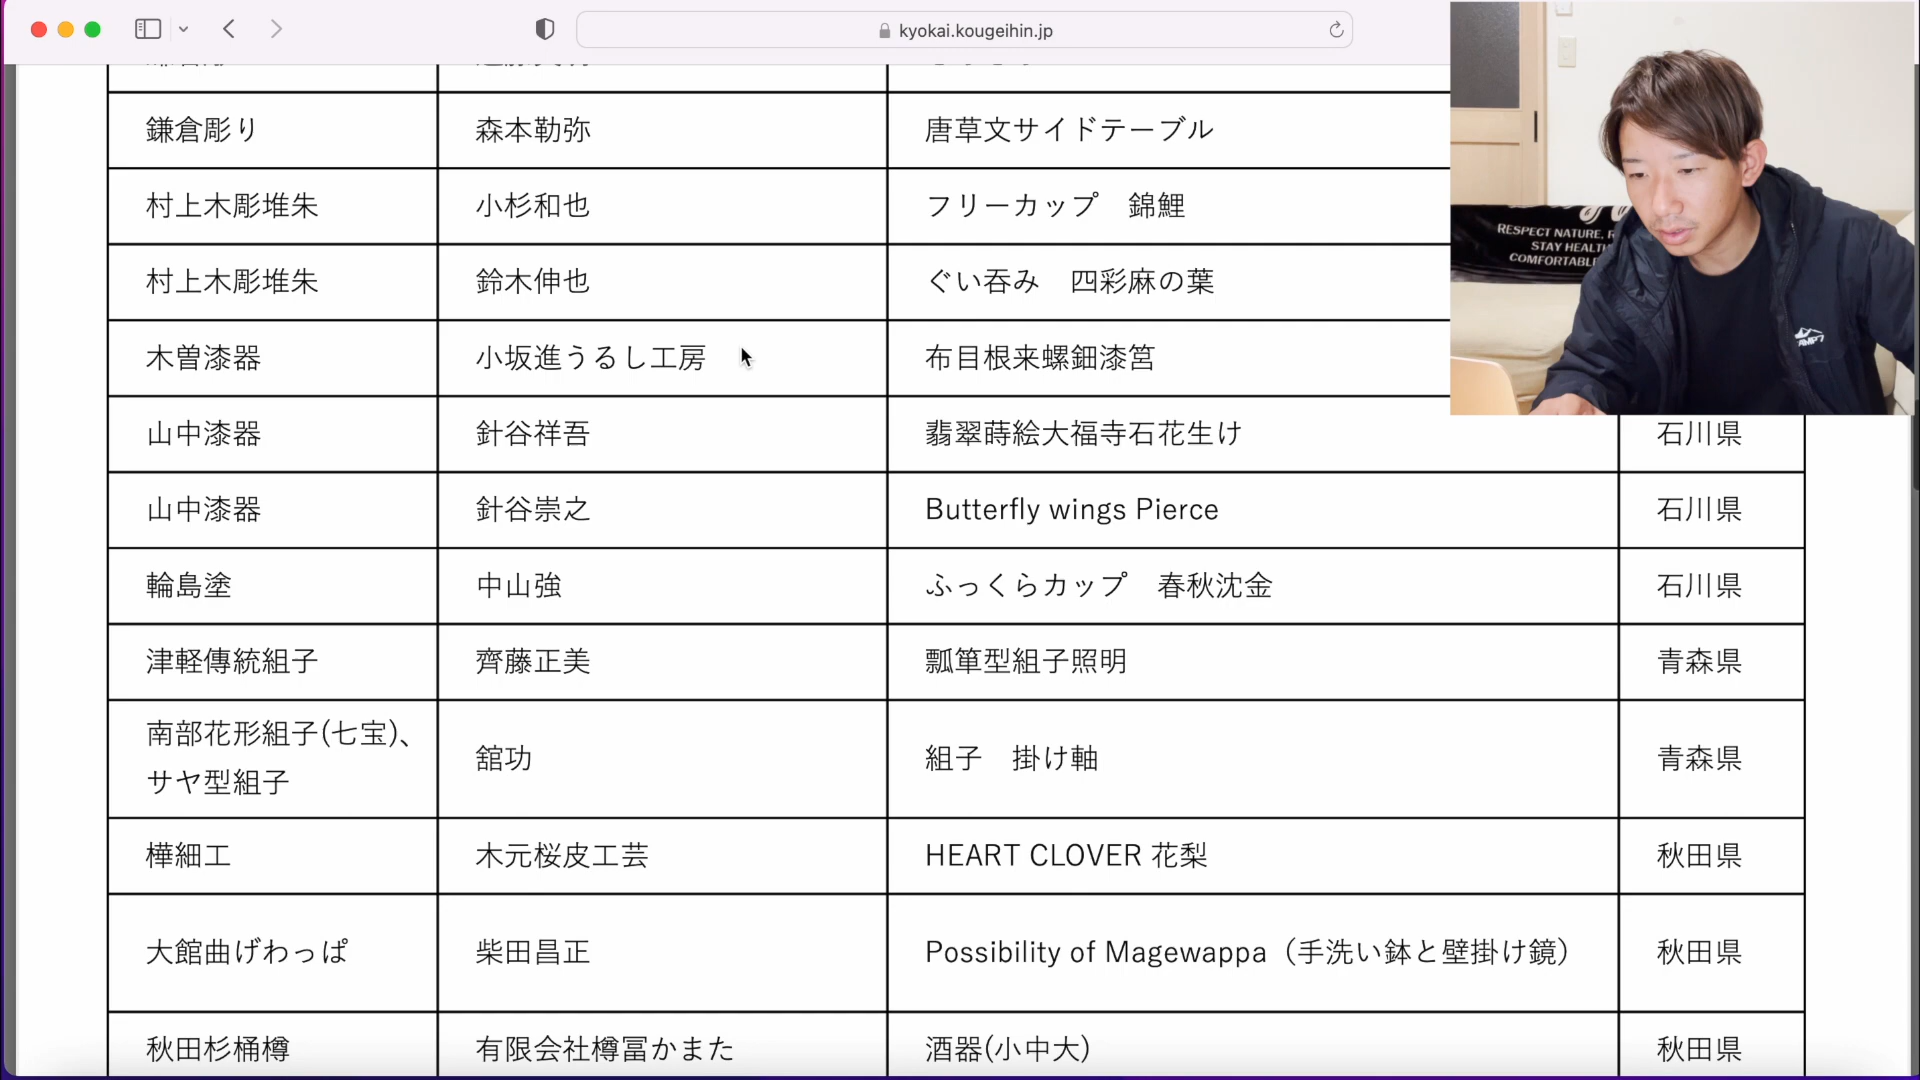 kyokai.kougeihin.jp
鎌倉彫り 森本勒弥 唐草文サイドテーブル
村上木彫堆朱 小杉和也 フリーカップ 錦鯉
村上木彫堆朱 鈴木伸也 ぐい呑み 四彩麻の葉
木曽漆器 小坂進うるし工房 布目根来螺鈿漆筥
山中漆器 針谷祥吾 翡翠蒔絵大福寺石花生け 石川県
山中漆器 針谷崇之 Butterfly wings Pierce 石川県
輪島塗 中山強 ふっくらカップ 春秋沈金 石川県
津軽傳統組子 齊藤正美 瓢箪型組子照明 青森県
南部花形組子(七宝)、
サヤ型組子 舘功 組子 掛け軸 青森県
樺細工 木元桜皮工芸 HEART CLOVER 花梨 秋田県
大館曲げわっぱ 柴田昌正 Possibility of Magewappa（手洗い鉢と壁掛け鏡） 秋田県
秋田杉桶樽 有限会社樽冨かまた 酒器(小中大) 秋田県
RESPECT NATURE,
STAY HEALTH
COMFORTABLE